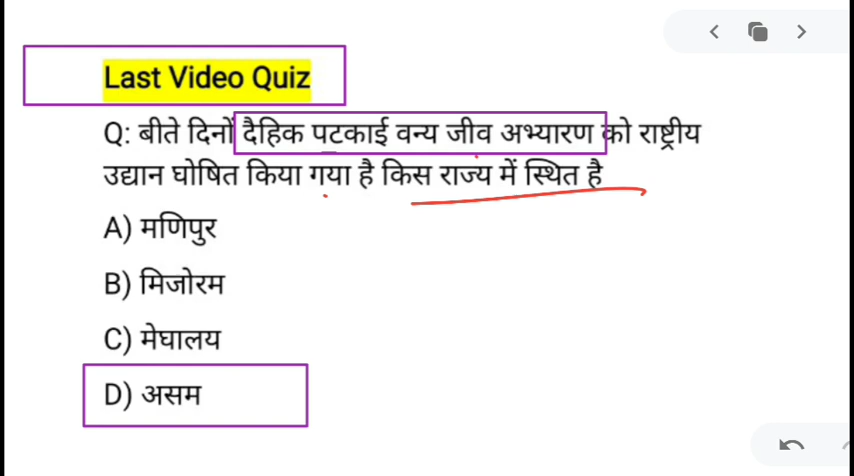 Last Video Quiz
Q: बीते दिनों दैहिक पटकाई वन्य जीव अभ्यारण को राष्ट्रीय
उद्यान घोषित किया गया है किस राज्य में स्थित है
A) मणिपुर
B) मिजोरम
C) मेघालय
D) असम